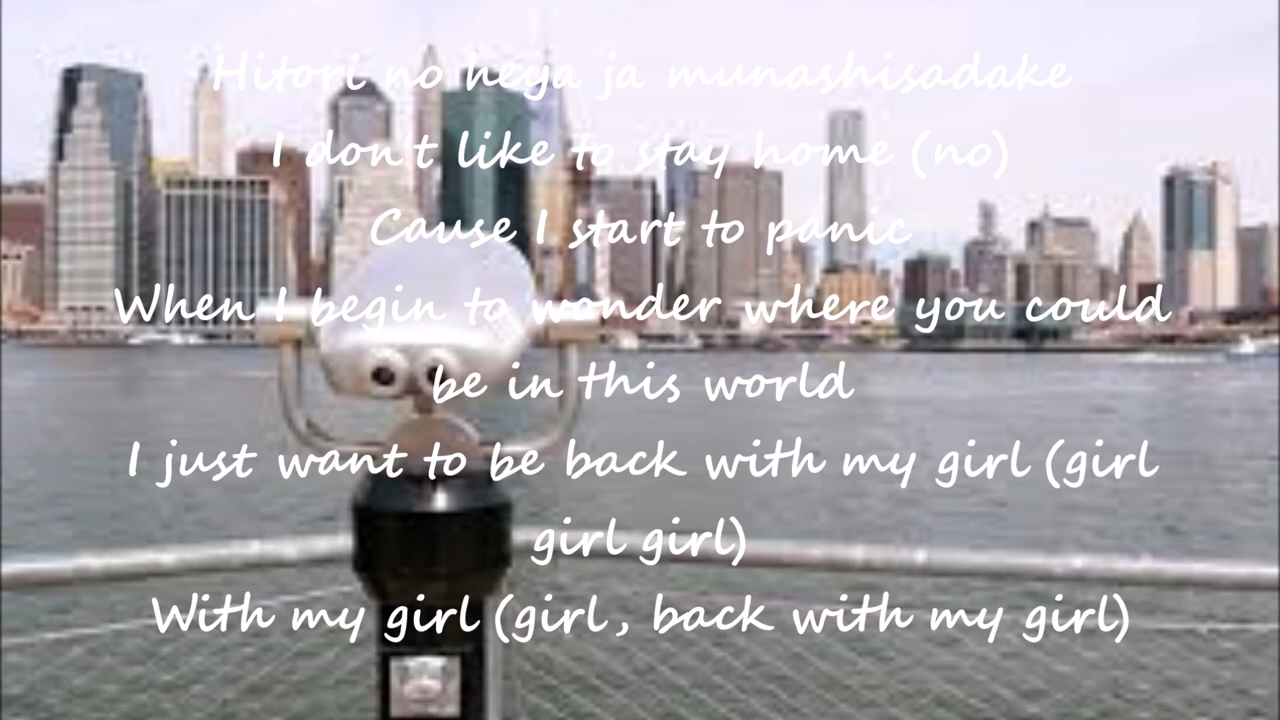 Hitori no heya ja munashisadake
I don't like to stay home (no)
Cause I start to panic
When I begin to wonder where you could
be in this world
I just want to be back with my girl (girl
girl girl)
With my girl (girl, back with my girl)